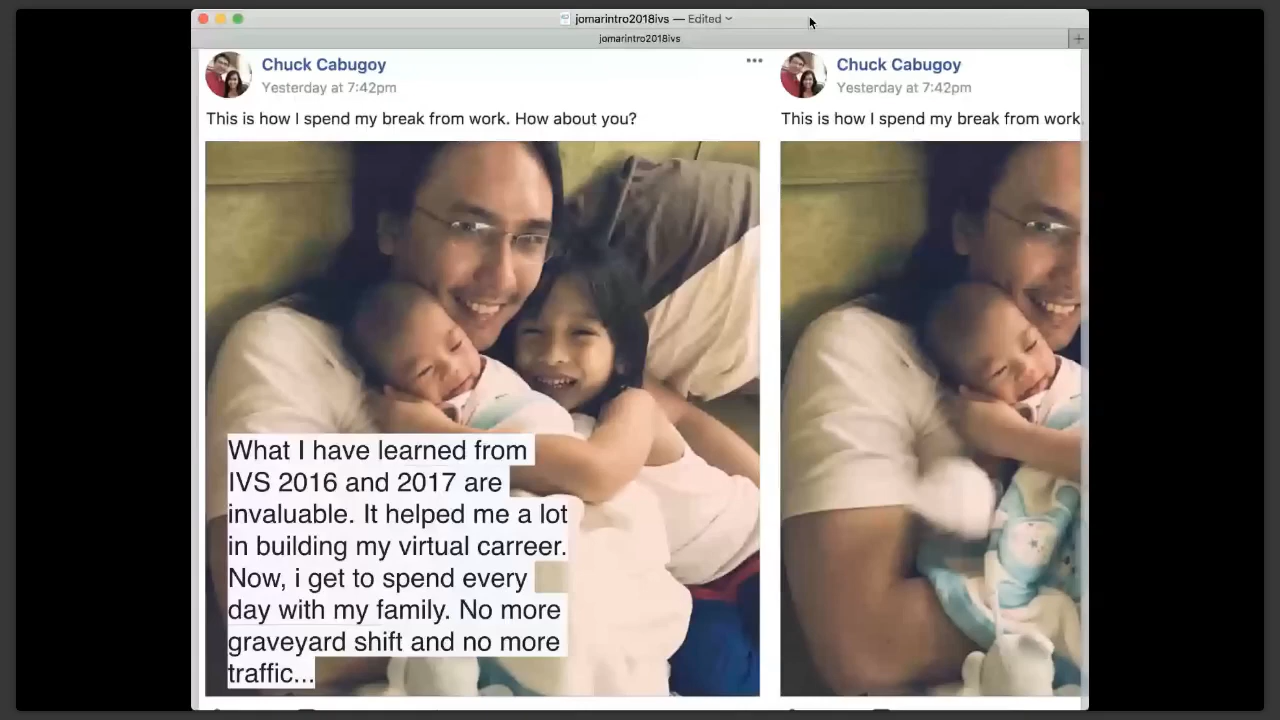 jomarintro2018ivs — Edited
jomarintro2018ivs
Chuck Cabugoy
Yesterday at 7:42pm
This is how I spend my break from work. How about you?
What I have learned from
IVS 2016 and 2017 are
invaluable. It helped me a lot
in building my virtual carreer.
Now, i get to spend every
day with my family. No more
graveyard shift and no more
traffic...
Chuck Cabugoy
Yesterday at 7:42pm
This is how I spend my break from work.